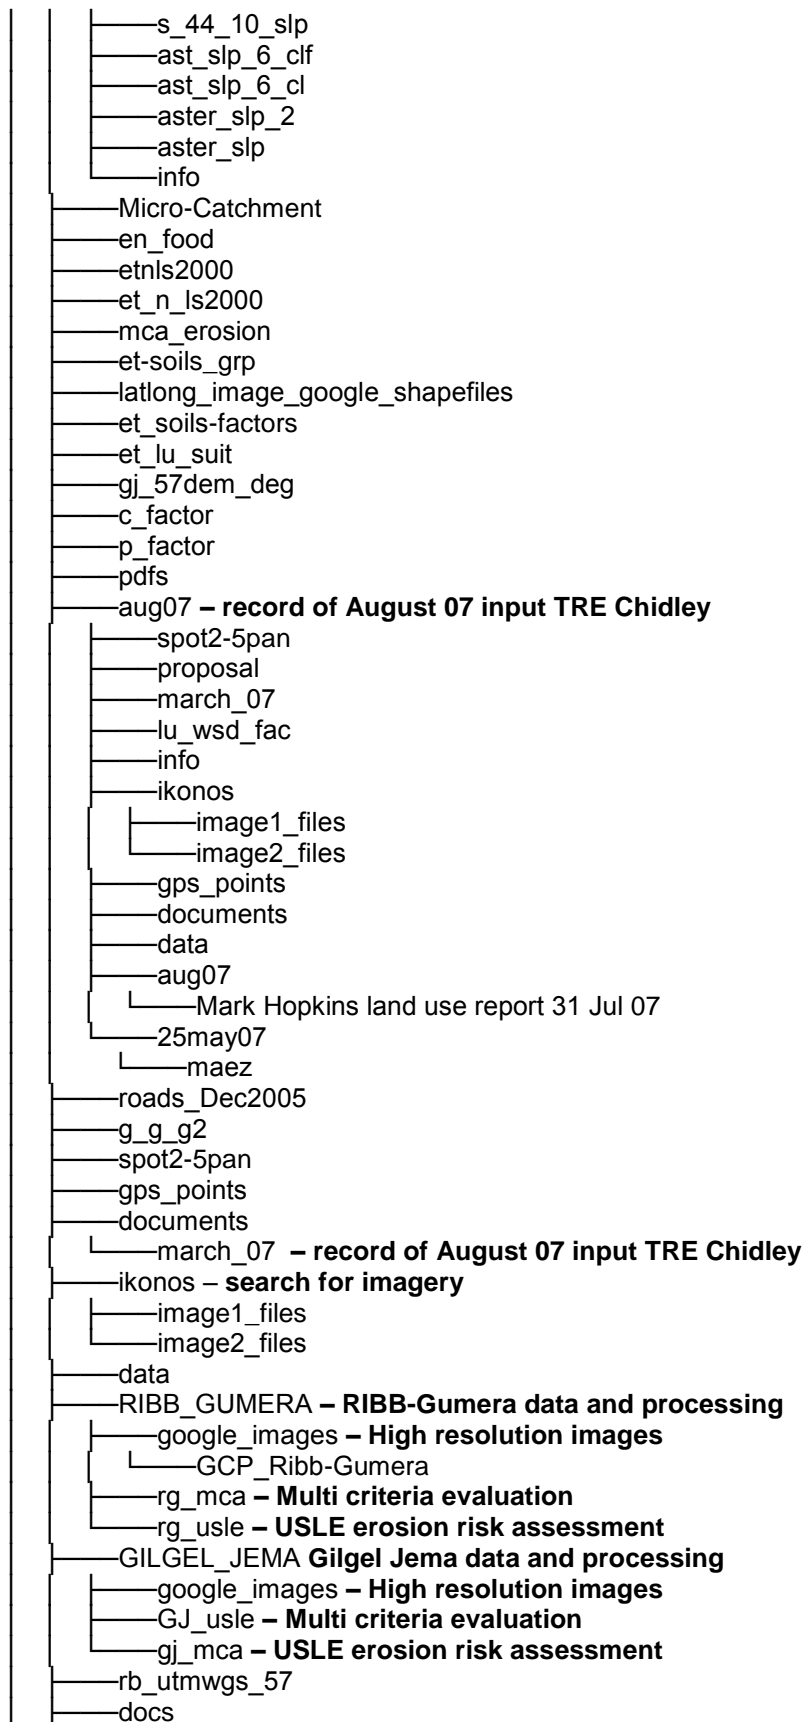 s_44_10_slp
ast_slp_6_clf
ast_slp_6_cl
aster_slp_2
aster_slp
info
Micro-Catchment
en_food
etnls2000
et_n_ls2000
mca_erosion
et-soils_grp
latlong_image_google_shapefiles
et_soils-factors
et_lu_suit
gj_57dem_deg
c_factor
p_factor
pdfs
aug07 – record of August 07 input TRE Chidley
spot2-5pan
proposal
march_07
lu_wsd_fac
info
ikonos
image1_files
image2_files
gps_points
documents
data
aug07
Mark Hopkins land use report 31 Jul 07
25may07
maez
roads_Dec2005
g_g_g2
spot2-5pan
gps_points
documents
march_07 – record of August 07 input TRE Chidley
ikonos – search for imagery
image1_files
image2_files
data
RIBB_GUMERA – RIBB-Gumera data and processing
google_images – High resolution images
GCP_Ribb-Gumera
rg_mca – Multi criteria evaluation
rg_usle – USLE erosion risk assessment
GILGEL_JEMA Gilgel Jema data and processing
google_images – High resolution images
GJ_usle – Multi criteria evaluation
gj_mca – USLE erosion risk assessment
rb_utmwgs_57
docs